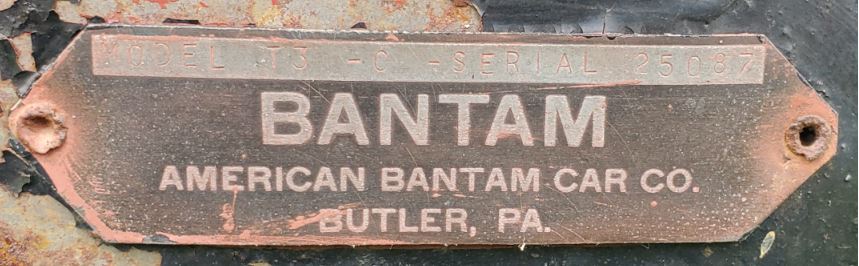 MODEL T3 -C -SERIAL 25087
BANTAM
AMERICAN BANTAM CAR CO.
BUTLER, PA.